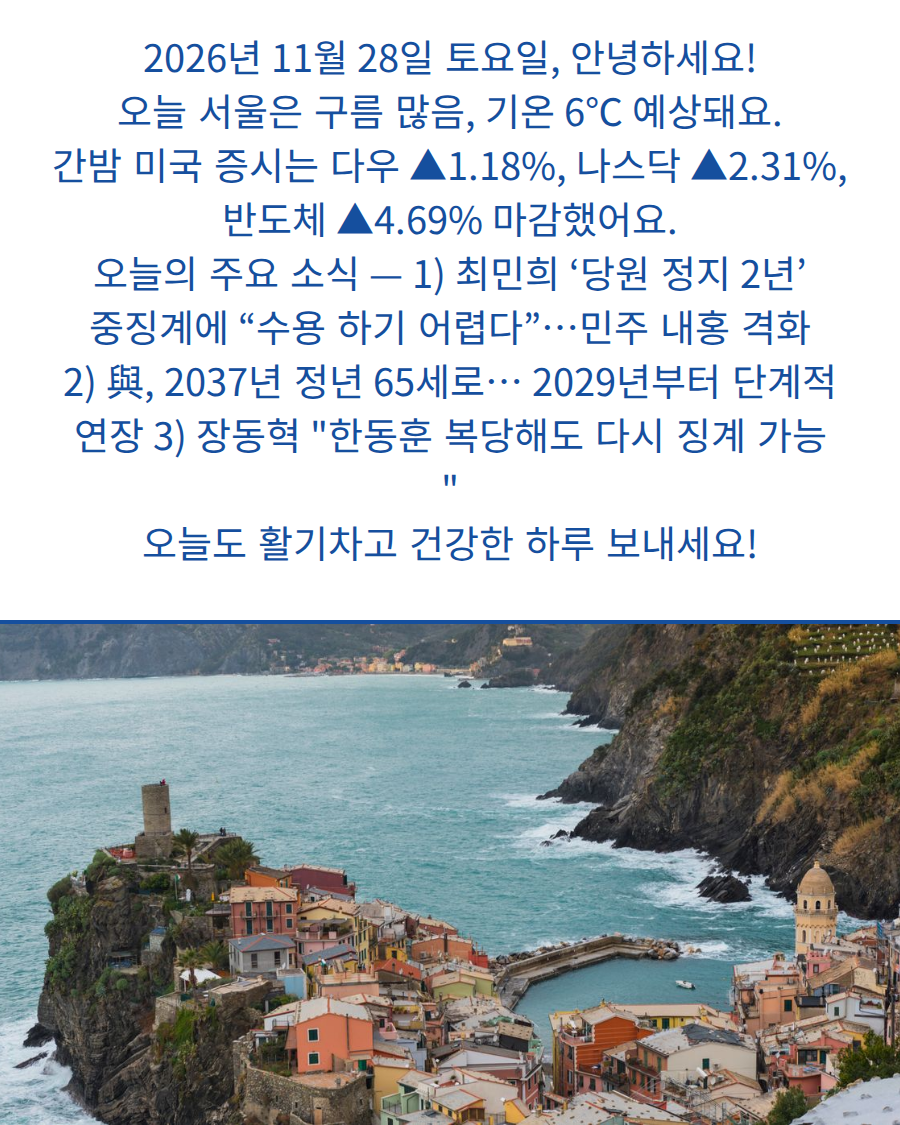 2026년 11월 28일 토요일, 안녕하세요!
오늘 서울은 구름 많음, 기온 6°C 예상돼요.
간밤 미국 증시는 다우 ▲1.18%, 나스닥 ▲2.31%,
반도체 ▲4.69% 마감했어요.
오늘의 주요 소식 — 1) 최민희 ‘당원 정지 2년’
중징계에 “수용 하기 어렵다”…민주 내홍 격화
2) 與, 2037년 정년 65세로… 2029년부터 단계적
연장 3) 장동혁 "한동훈 복당해도 다시 징계 가능
"
오늘도 활기차고 건강한 하루 보내세요!